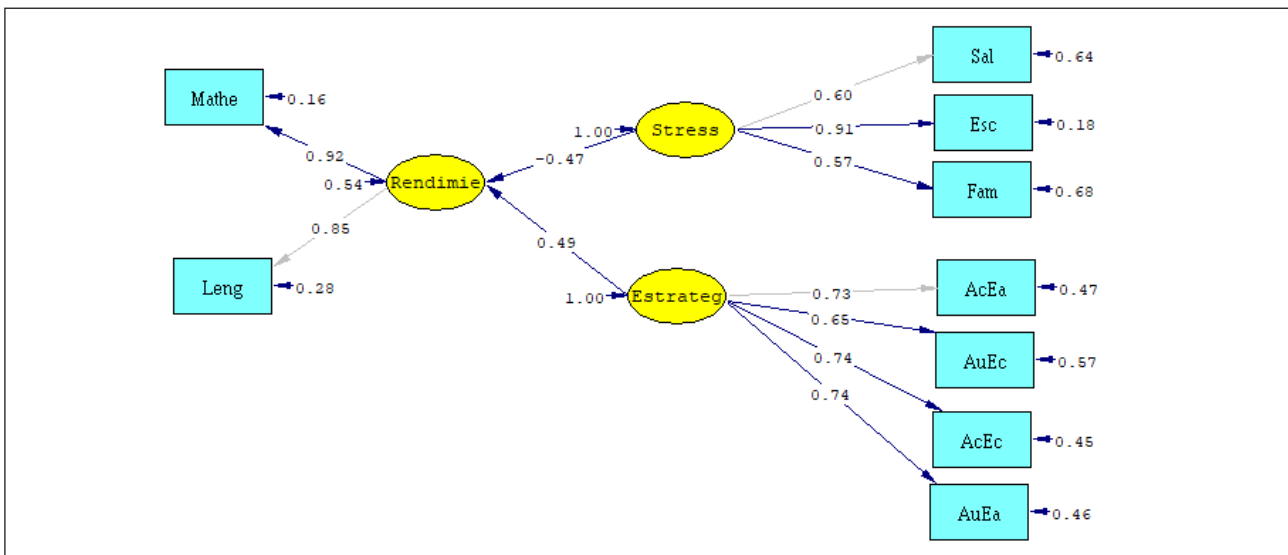 Sal
0.64
Mathe
0.16
0.60
Esc
0.18
1.00
Stress
0.91
-0.47
0.92
0.57
Fam
0.68
0.54
Rendimie
0.85
0.49
Leng
0.28
1.00
Estrateg
0.73
AcEa
0.47
0.65
AuEc
0.57
0.74
0.74
AcEc
0.45
AuEa
0.46